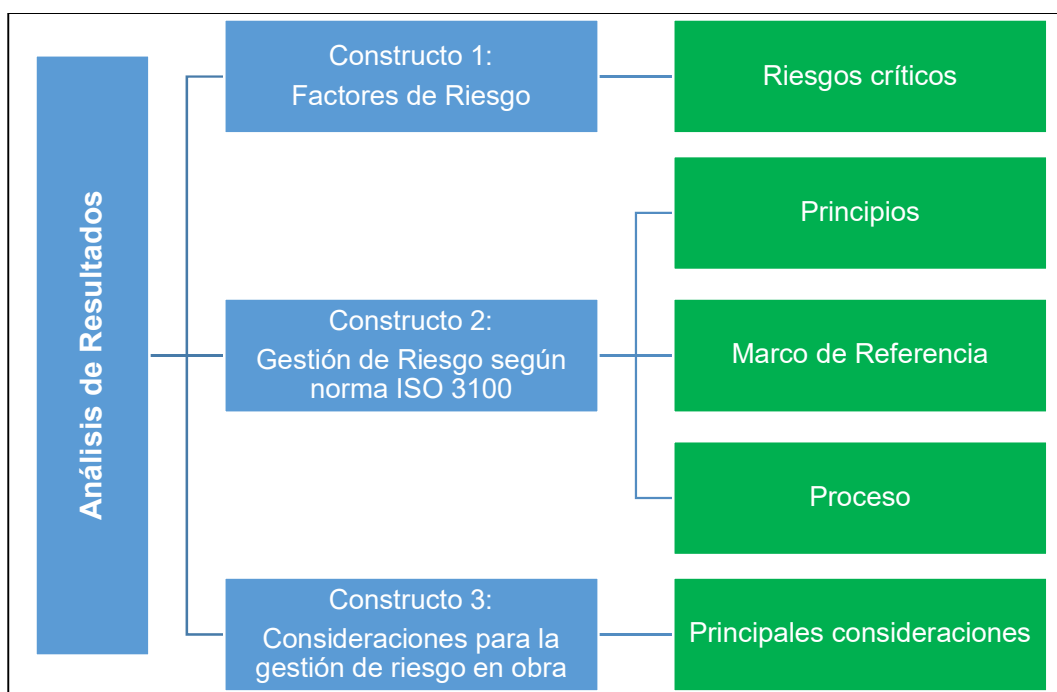 Análisis de Resultados
Constructo 1:
Factores de Riesgo
Riesgos críticos
Constructo 2:
Gestión de Riesgo según
norma ISO 3100
Principios
Marco de Referencia
Proceso
Constructo 3:
Consideraciones para la
gestión de riesgo en obra
Principales consideraciones